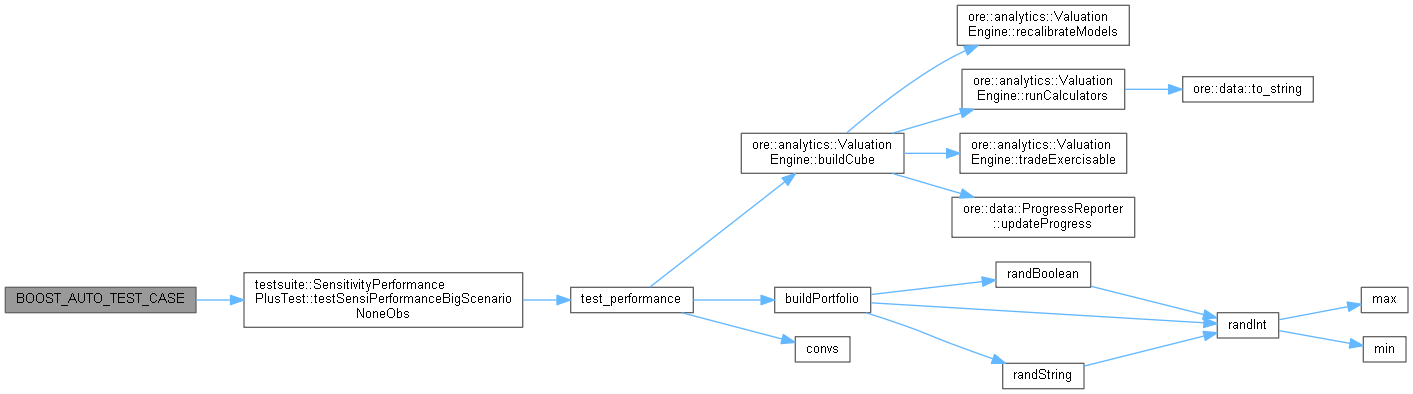 BOOST_AUTO_TEST_CASE
testsuite::SensitivityPerformance
PlusTest::testSensiPerformanceBigScenario
NoneObs
test_performance
ore::analytics::Valuation
Engine::buildCube
ore::analytics::Valuation
Engine::recalibrateModels
ore::analytics::Valuation
Engine::runCalculators
ore::data::to_string
ore::analytics::Valuation
Engine::tradeExercisable
ore::data::ProgressReporter
::updateProgress
buildPortfolio
convs
randBoolean
randString
randInt
max
min